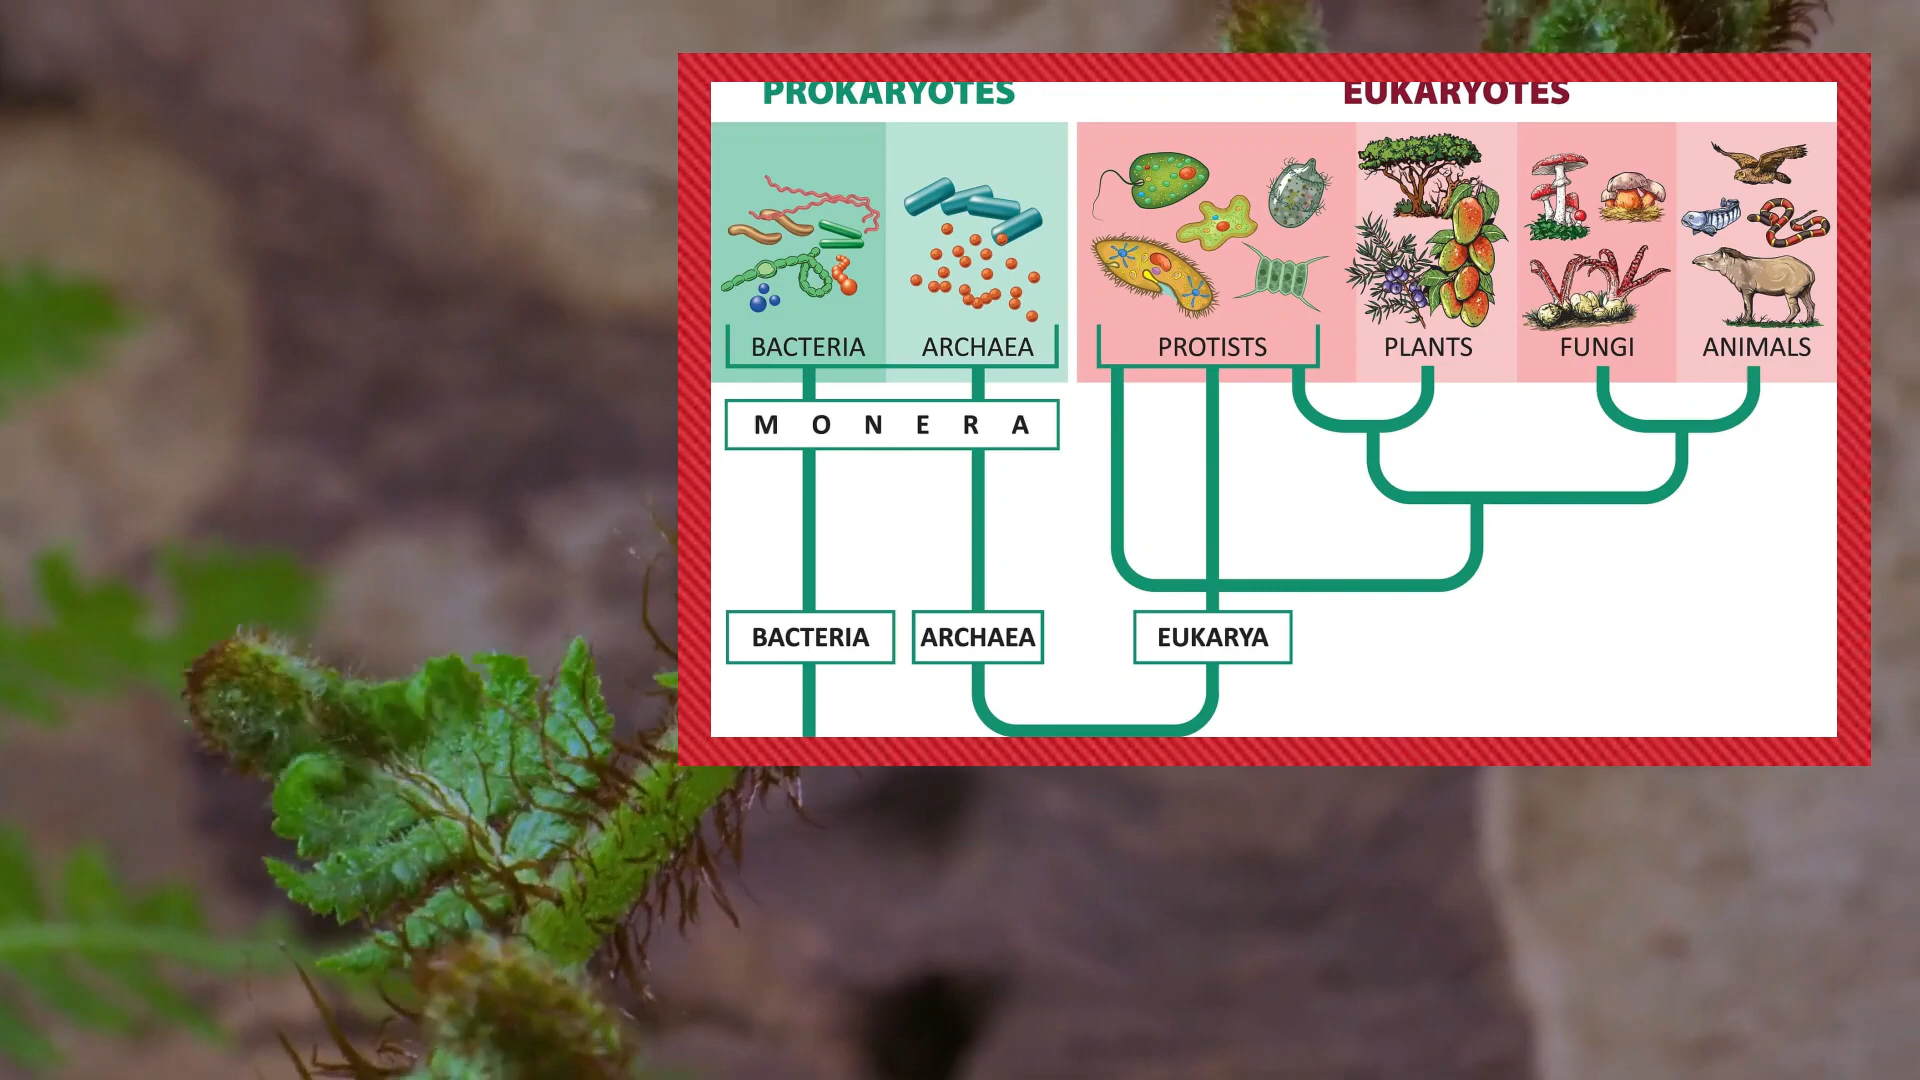 PROKARYOTES EUKARYOTES
BACTERIA ARCHAEA PROTISTS PLANTS FUNGI ANIMALS
M O N E R A
BACTERIA ARCHAEA EUKARYA